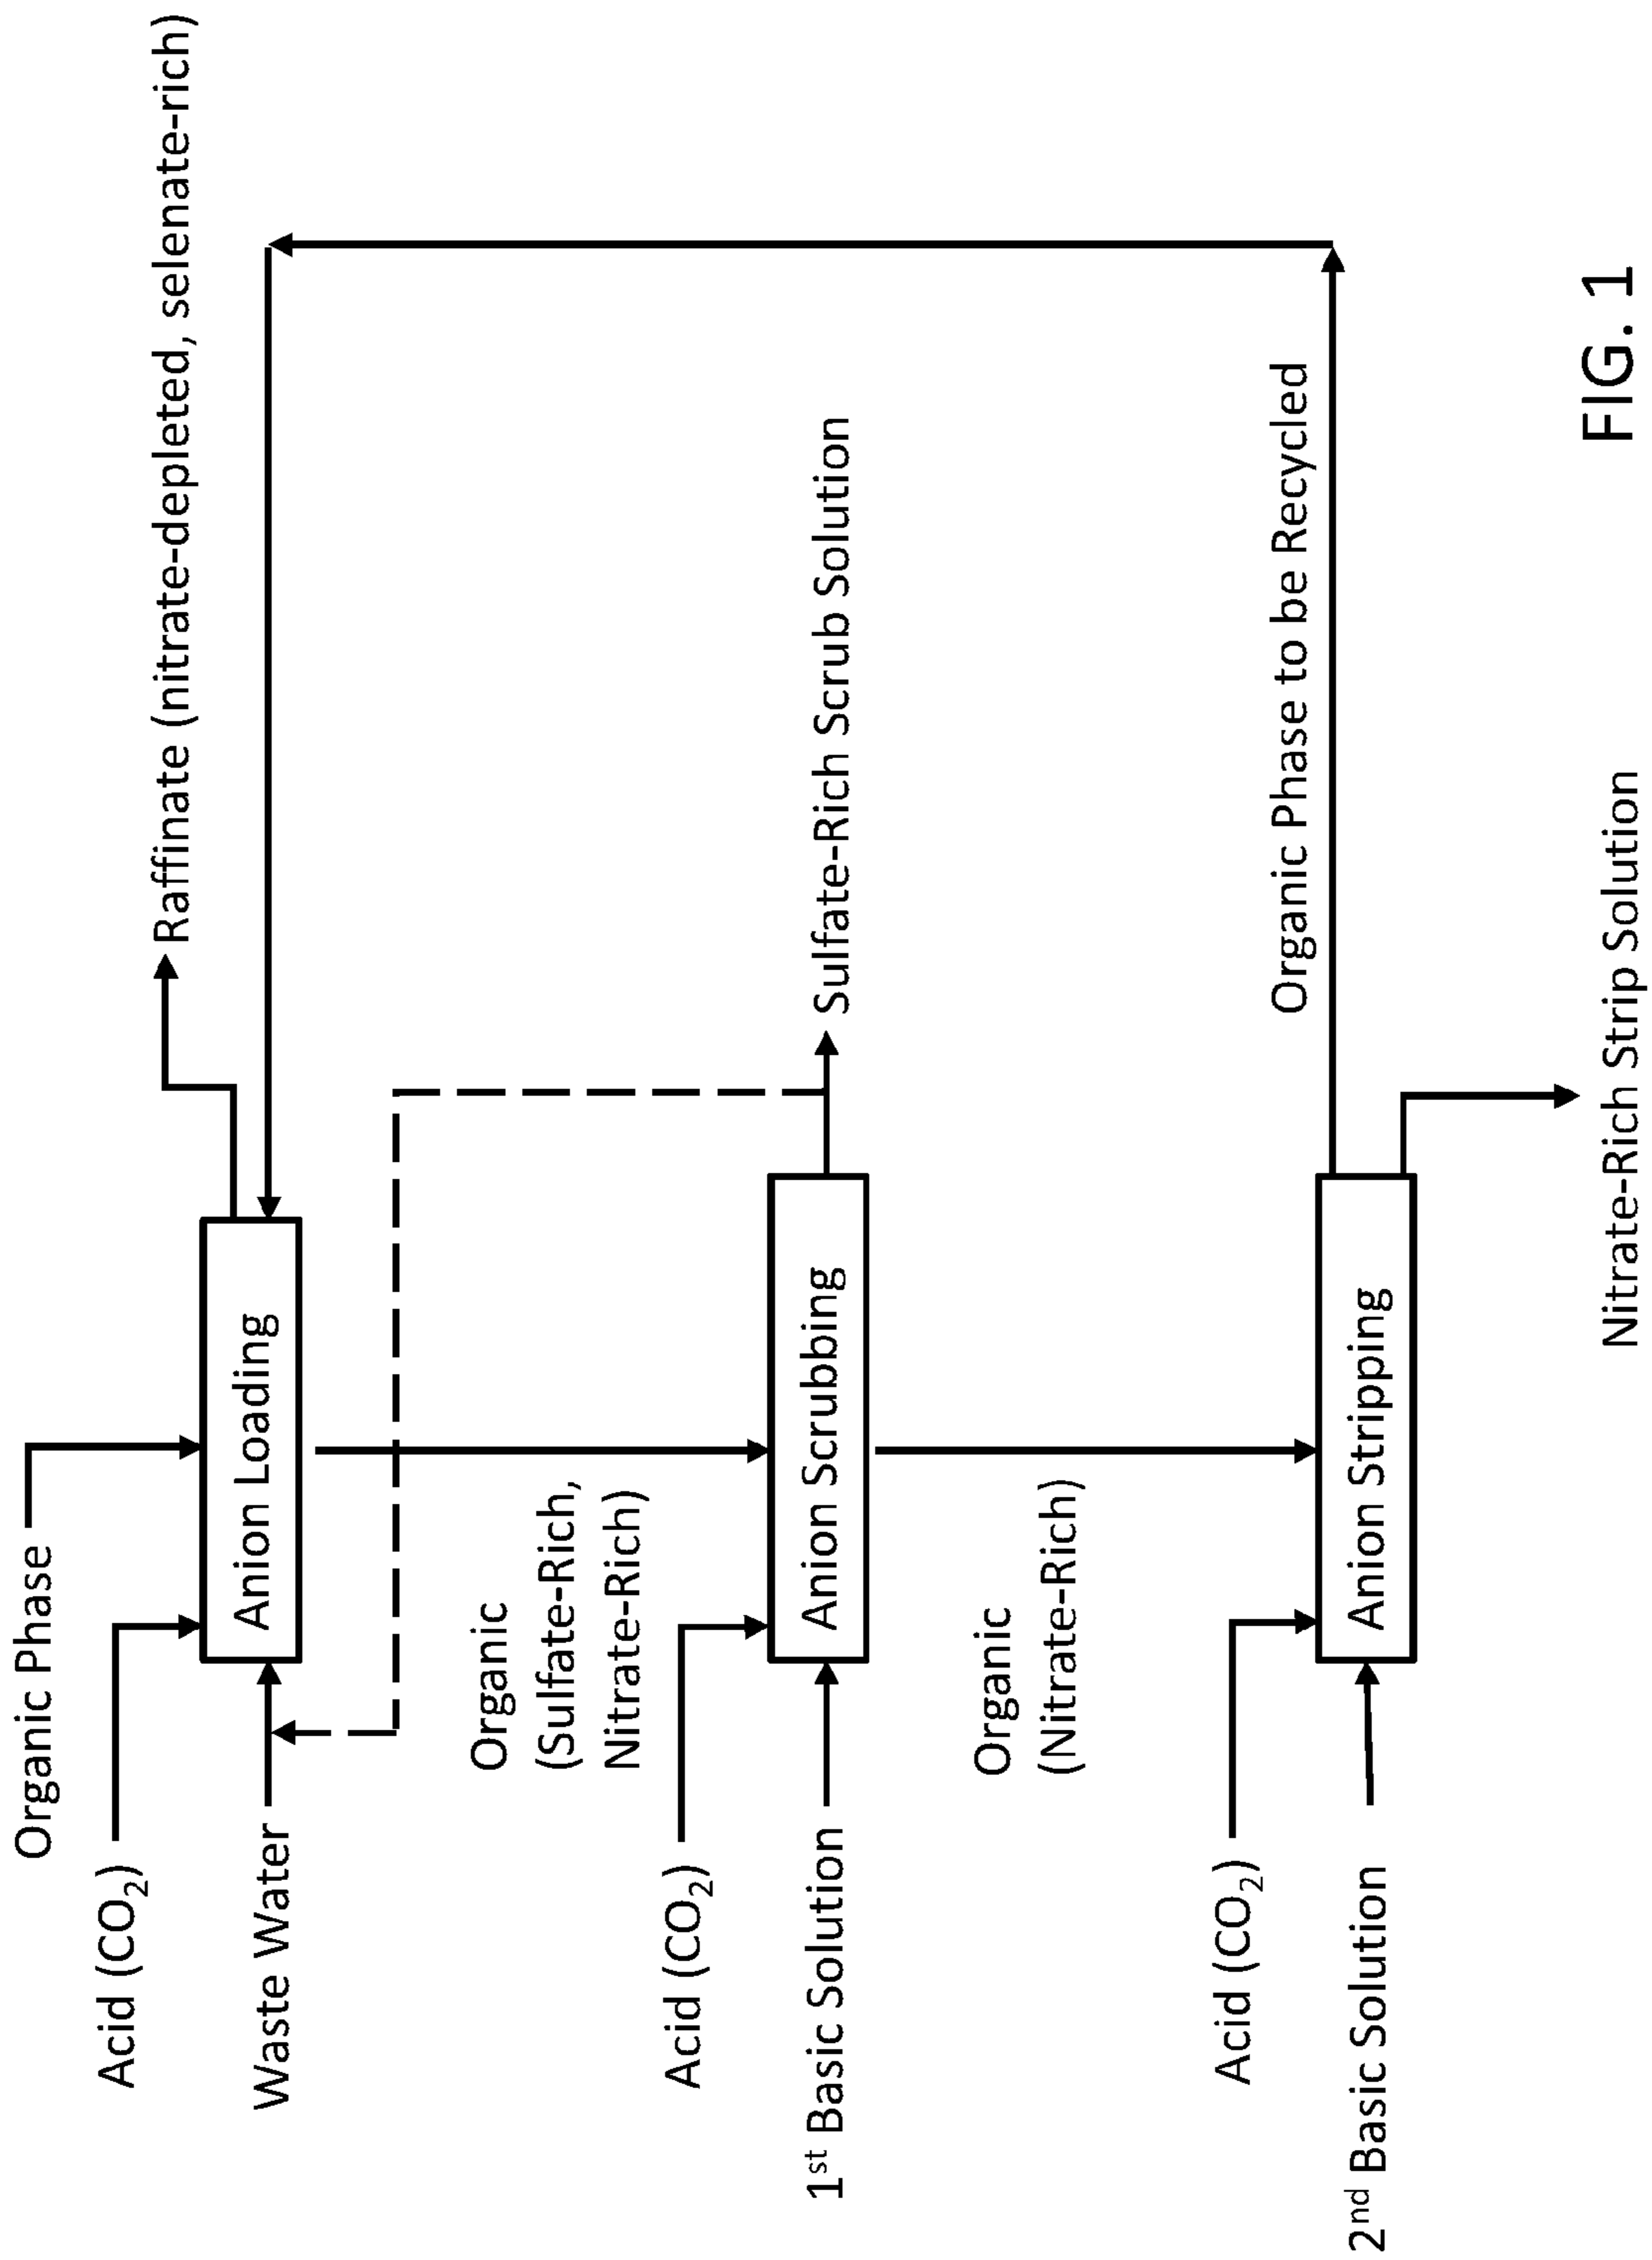 Organic Phase
Acid (CO2)
Waste Water
Anion Loading
Raffinate (nitrate-depleted, selenate-rich)
Organic
(Sulfate-Rich,
Nitrate-Rich)
Acid (CO2)
1st Basic Solution
Anion Scrubbing
Sulfate-Rich Scrub Solution
Organic
(Nitrate-Rich)
Acid (CO2)
2nd Basic Solution
Anion Stripping
Organic Phase to be Recycled
Nitrate-Rich Strip Solution
FIG. 1